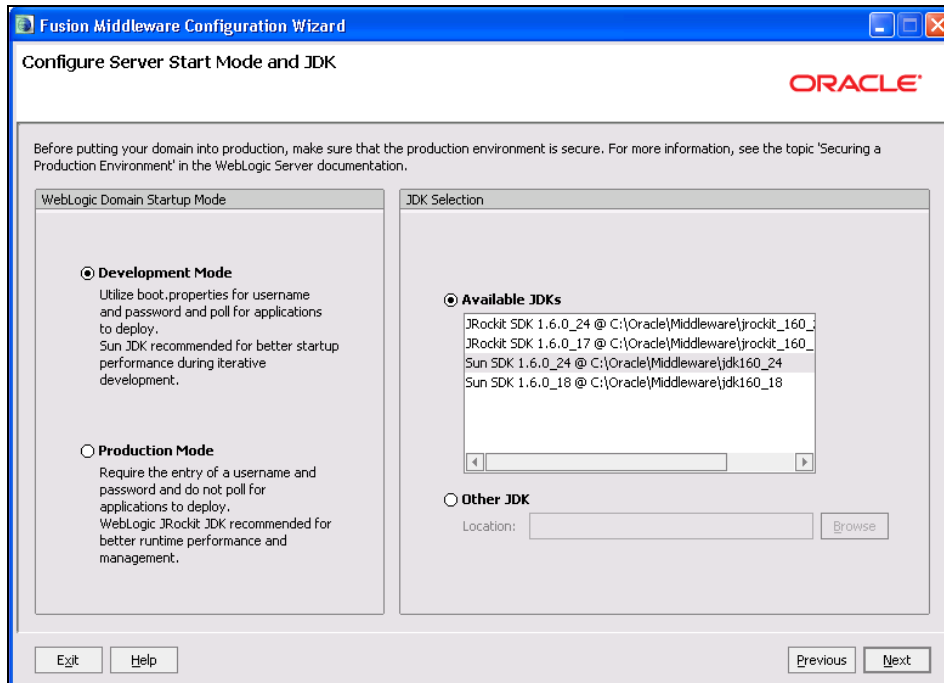 Fusion Middleware Configuration Wizard
Configure Server Start Mode and JDK
ORACLE
Before putting your domain into production, make sure that the production environment is secure. For more information, see the topic 'Securing a
Production Environment' in the WebLogic Server documentation.
WebLogic Domain Startup Mode
Development Mode
Utilize boot.properties for username
and password and poll for applications
to deploy.
Sun JDK recommended for better startup
performance during iterative
development.
Production Mode
Require the entry of a username and
password and do not poll for
applications to deploy.
WebLogic JRockit JDK recommended for
better runtime performance and
management.
JDK Selection
Available JDKs
JRockit SDK 1.6.0_24 @ C:\Oracle\Middleware\jrockit_160_
JRockit SDK 1.6.0_17 @ C:\Oracle\Middleware\jrockit_160_
Sun SDK 1.6.0_24 @ C:\Oracle\Middleware\jdk160_24
Sun SDK 1.6.0_18 @ C:\Oracle\Middleware\jdk160_18
Other JDK
Location:
Browse
Exit
Help
Previous
Next